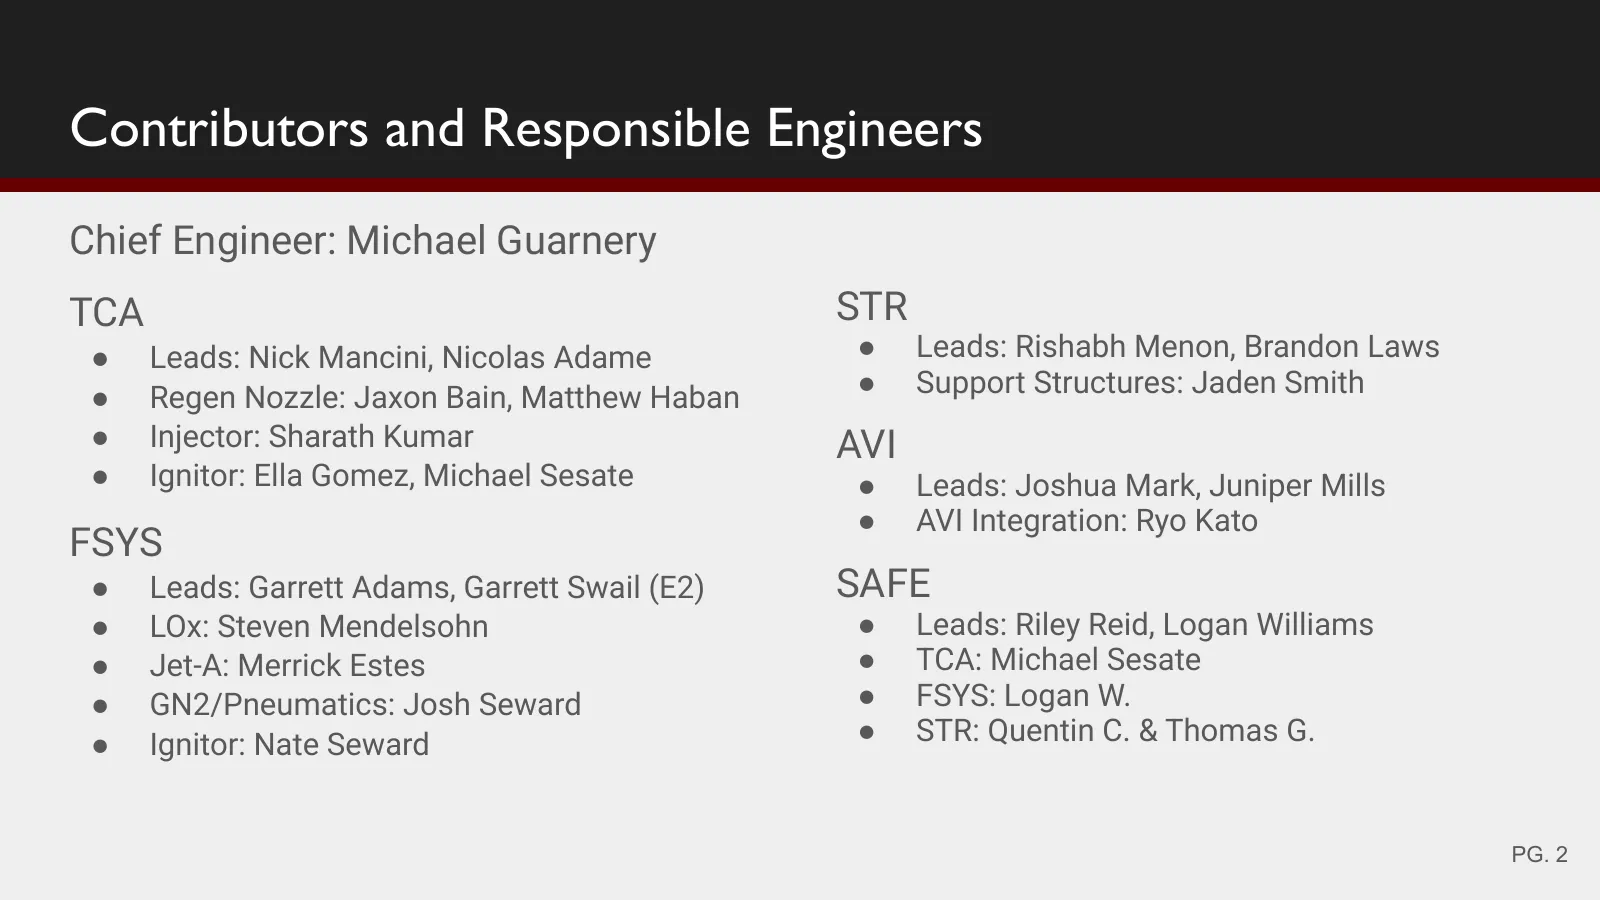 Contributors and Responsible Engineers
Chief Engineer: Michael Guarnery
TCA
● Leads: Nick Mancini, Nicolas Adame
● Regen Nozzle: Jaxon Bain, Matthew Haban
● Injector: Sharath Kumar
● Ignitor: Ella Gomez, Michael Sesate
FSYS
● Leads: Garrett Adams, Garrett Swail (E2)
● LOx: Steven Mendelsohn
● Jet-A: Merrick Estes
● GN2/Pneumatics: Josh Seward
● Ignitor: Nate Seward
STR
● Leads: Rishabh Menon, Brandon Laws
● Support Structures: Jaden Smith
AVI
● Leads: Joshua Mark, Juniper Mills
● AVI Integration: Ryo Kato
SAFE
● Leads: Riley Reid, Logan Williams
● TCA: Michael Sesate
● FSYS: Logan W.
● STR: Quentin C. & Thomas G.
PG. 2